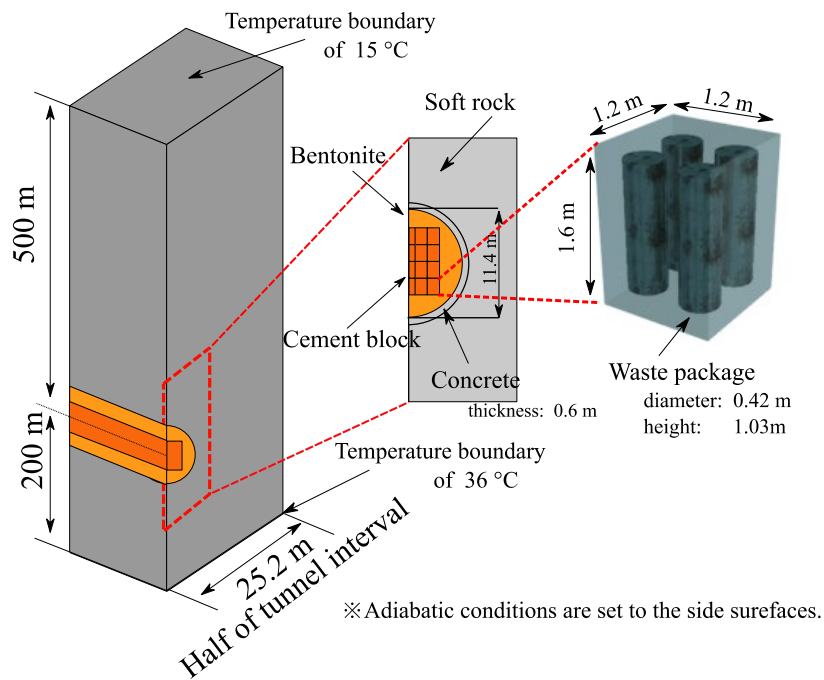 Temperature boundary
of 15 °C
500 m
200 m
Soft rock
Bentonite
11.4 m
Cement block
Concrete
thickness: 0.6 m
1.2 m
1.2 m
1.6 m
Waste package
diameter: 0.42 m
height: 1.03m
Temperature boundary
of 36 °C
25.2 m
Half of tunnel interval
※Adiabatic conditions are set to the side surefaces.